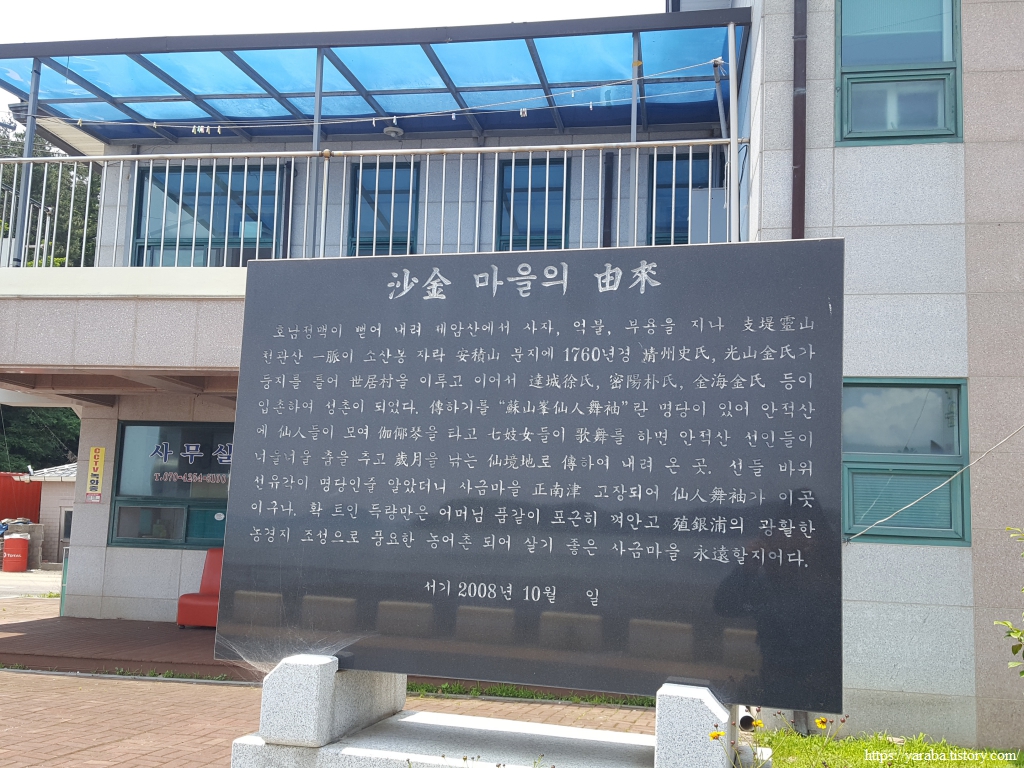 沙金 마을의 由來
호남정맥이 뻗어 내려 제암산에서 사자, 억불, 부용을 지나 支堤靈山
천관산 一脈이 소산봉 자락 安積山 분지에 1760년경 淸州史氏, 光山金氏가
둥지를 틀어 世居村을 이루고 이어서 達城徐氏, 密陽朴氏, 金海金氏 등이
입촌하여 성촌이 되었다. 傳하기를 "蘇山峯仙人舞袖"란 명당이 있어 안적산
에 仙人들이 모여 伽倻琴을 타고 七妓女들이 歌舞를 하면 안적산 선인들이
너울너울 춤을 추고 歲月을 낚는 仙境地로 傳하여 내려 온 곳. 선들 바위
선유각이 명당인줄 알았더니 사금마을 正南津 고장되어 仙人舞袖가 이곳
이구나. 확 트인 득량만은 어머님 품같이 포근히 껴안고 殖銀浦의 광활한
농경지 조성으로 풍요한 농어촌 되어 살기 좋은 사금마을 永遠할지어다.
서기 2008년 10월 일
사무실
CCTV
TOTAL
https://yaraba.tistory.com/